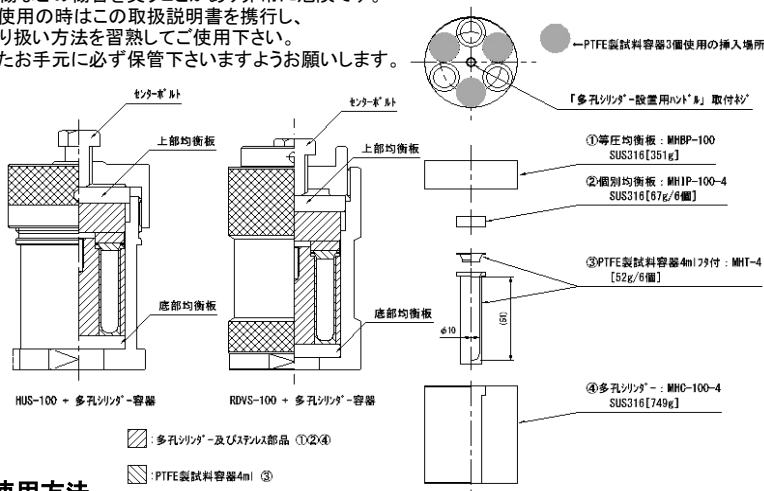 使用の時はこの取扱説明書を携行し、
り扱い方法を習熟してご使用下さい。
たお手元に必ず保管下さいますようお願いします。
←PTFE製試料容器3個使用の挿入場所
「多孔ｼﾘﾝﾀﾞｰ設置用ﾊﾝﾄﾞﾙ」取付ﾈｼﾞ
ｾﾝﾀｰﾎﾞﾙﾄ
上部均衡板
底部均衡板
HUS-100 + 多孔ｼﾘﾝﾀﾞｰ容器
ｾﾝﾀｰﾎﾞﾙﾄ
上部均衡板
底部均衡板
RDVS-100 + 多孔ｼﾘﾝﾀﾞｰ容器
①等圧均衡板：MHBP-100
SUS316[351g]
②個別均衡板：MHIP-100-4
SUS316[67g/6個]
③PTFE製試料容器4mlﾌﾀ付：MHT-4
[52g/6個]
φ10
④多孔ｼﾘﾝﾀﾞｰ：MHC-100-4
SUS316[749g]
：多孔ｼﾘﾝﾀﾞｰ及びｽﾃﾝﾚｽ部品 ①②④
：PTFE製試料容器4ml ③